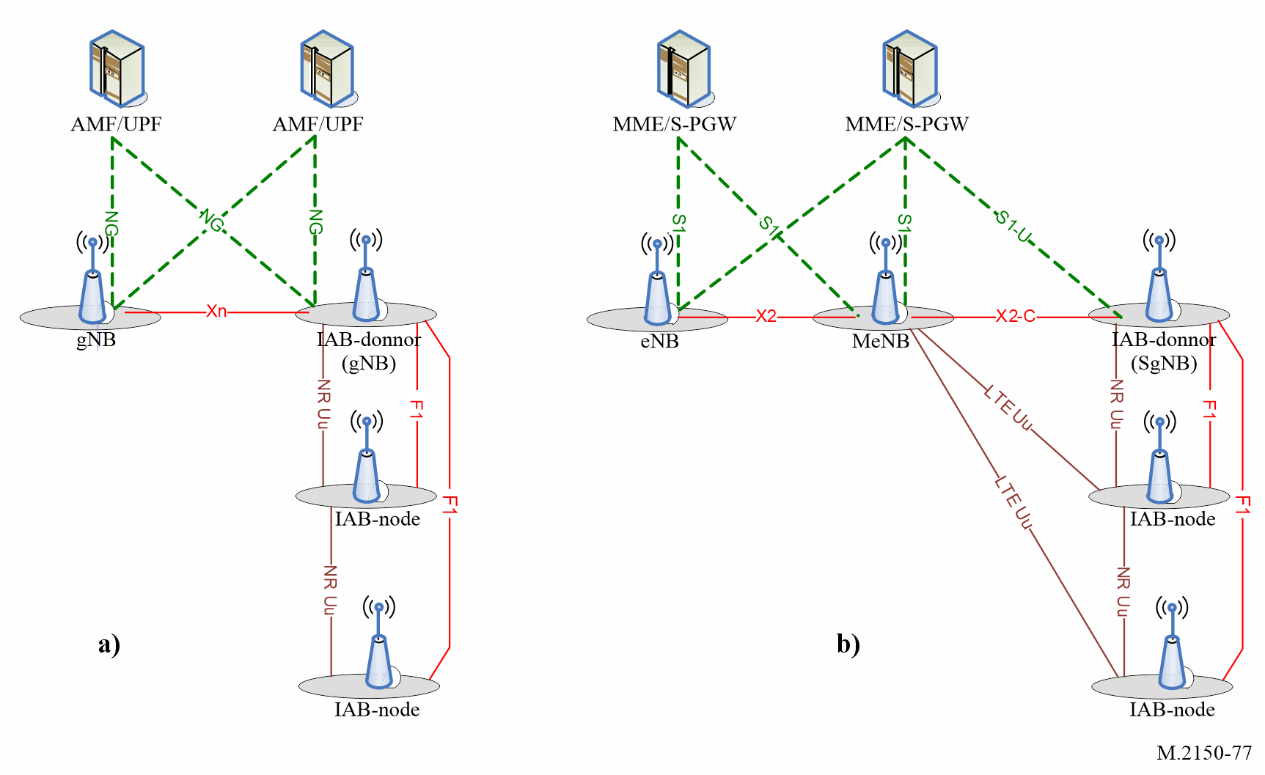 AMF/UPF
AMF/UPF
NG
NG
NG
gNB
Xn
IAB-donnor
(gNB)
NR Uu
F1
IAB-node
F1
NR Uu
IAB-node
a)
MME/S-PGW
MME/S-PGW
S1
S1
S1
S1-U
eNB
X2
MeNB
X2-C
IAB-donnor
(SgNB)
LTE Uu
NR Uu
F1
IAB-node
F1
LTE Uu
NR Uu
IAB-node
b)
M.2150-77